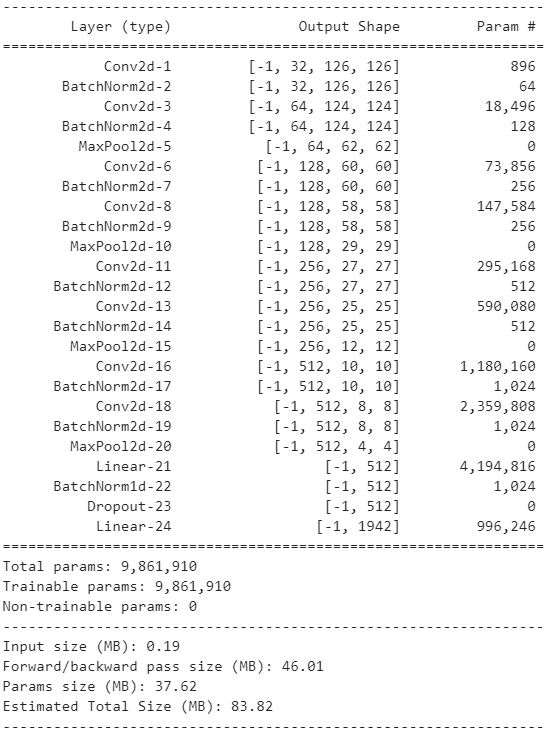 ----------------------------------------------------------------
Layer (type) Output Shape Param #
================================================================
Conv2d-1 [-1, 32, 126, 126] 896
BatchNorm2d-2 [-1, 32, 126, 126] 64
Conv2d-3 [-1, 64, 124, 124] 18,496
BatchNorm2d-4 [-1, 64, 124, 124] 128
MaxPool2d-5 [-1, 64, 62, 62] 0
Conv2d-6 [-1, 128, 60, 60] 73,856
BatchNorm2d-7 [-1, 128, 60, 60] 256
Conv2d-8 [-1, 128, 58, 58] 147,584
BatchNorm2d-9 [-1, 128, 58, 58] 256
MaxPool2d-10 [-1, 128, 29, 29] 0
Conv2d-11 [-1, 256, 27, 27] 295,168
BatchNorm2d-12 [-1, 256, 27, 27] 512
Conv2d-13 [-1, 256, 25, 25] 590,080
BatchNorm2d-14 [-1, 256, 25, 25] 512
MaxPool2d-15 [-1, 256, 12, 12] 0
Conv2d-16 [-1, 512, 10, 10] 1,180,160
BatchNorm2d-17 [-1, 512, 10, 10] 1,024
Conv2d-18 [-1, 512, 8, 8] 2,359,808
BatchNorm2d-19 [-1, 512, 8, 8] 1,024
MaxPool2d-20 [-1, 512, 4, 4] 0
Linear-21 [-1, 512] 4,194,816
BatchNorm1d-22 [-1, 512] 1,024
Dropout-23 [-1, 512] 0
Linear-24 [-1, 1942] 996,246
================================================================
Total params: 9,861,910
Trainable params: 9,861,910
Non-trainable params: 0
----------------------------------------------------------------
Input size (MB): 0.19
Forward/backward pass size (MB): 46.01
Params size (MB): 37.62
Estimated Total Size (MB): 83.82
----------------------------------------------------------------